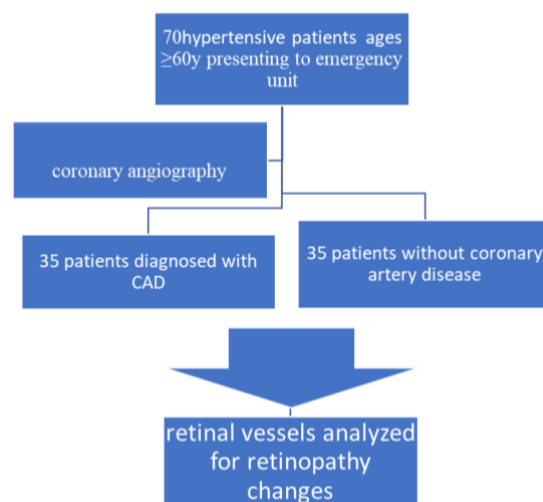 70hypertensive patients ages
≥60y presenting to emergency
unit
coronary angiography
35 patients diagnosed with
CAD
35 patients without coronary
artery disease
retinal vessels analyzed
for retinopathy
changes